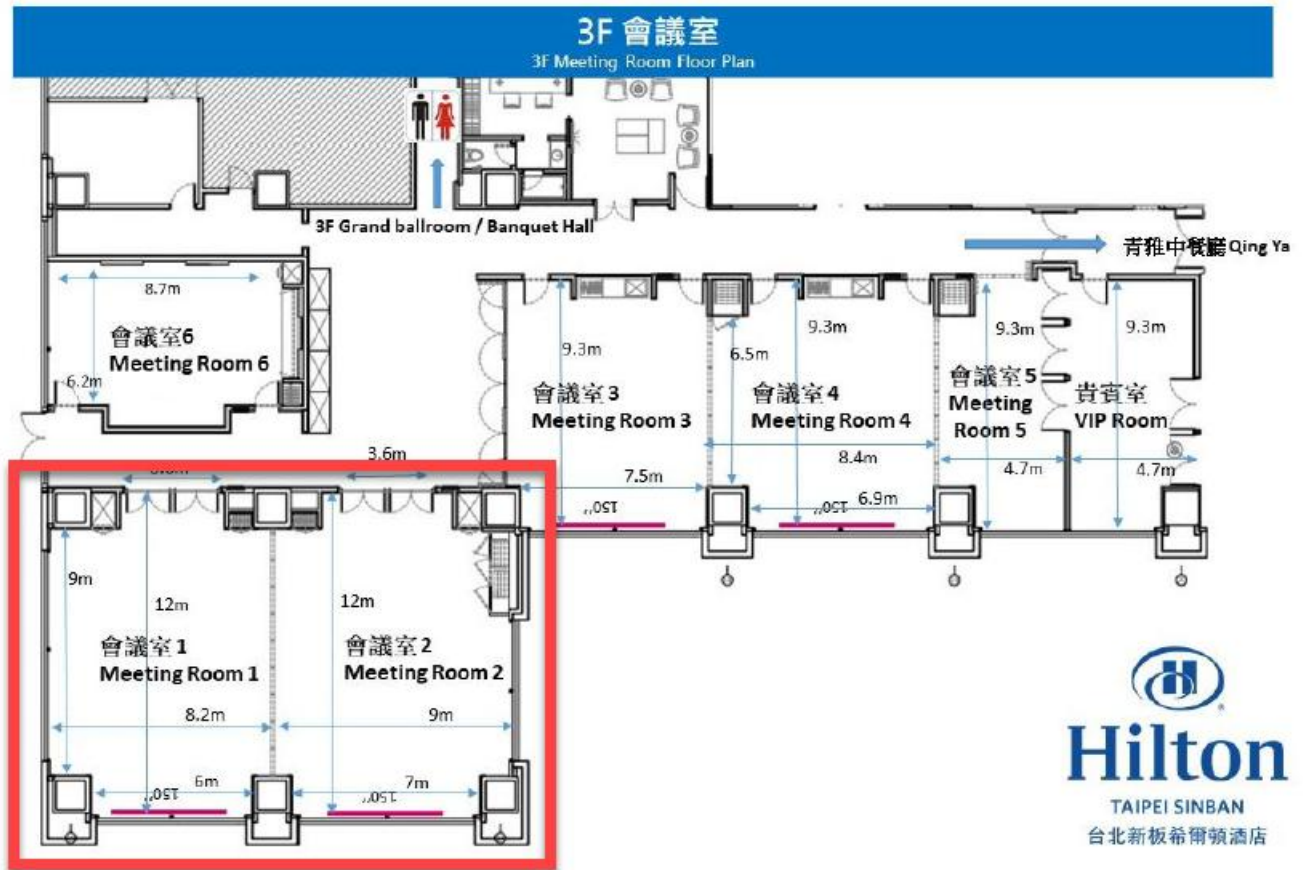 3F 會議室
3F Meeting Room Floor Plan
3F Grand ballroom / Banquet Hall
青雅中餐廳 Qing Ya
8.7m
會議室6
Meeting Room 6
6.2m
9.3m
會議室3
Meeting Room 3
7.5m
150"
6.5m
9.3m
會議室4
Meeting Room 4
8.4m
6.9m
150"
9.3m
會議室5
Meeting
Room 5
4.7m
9.3m
貴賓室
VIP Room
4.7m
3.6m
9m
12m
會議室1
Meeting Room 1
8.2m
6m
150"
12m
會議室2
Meeting Room 2
9m
7m
150"
H
Hilton
TAIPEI SINBAN
台北新板希爾頓酒店